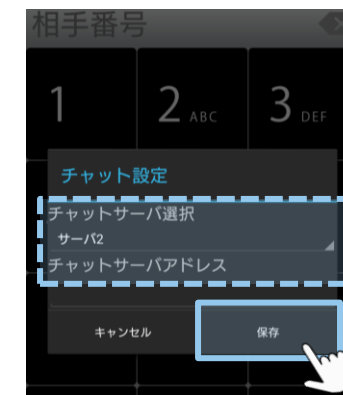 相手番号
1
2 ABC
3 DEF
チャット設定
チャットサーバ選択
サーバ2
チャットサーバアドレス
キャンセル
保存